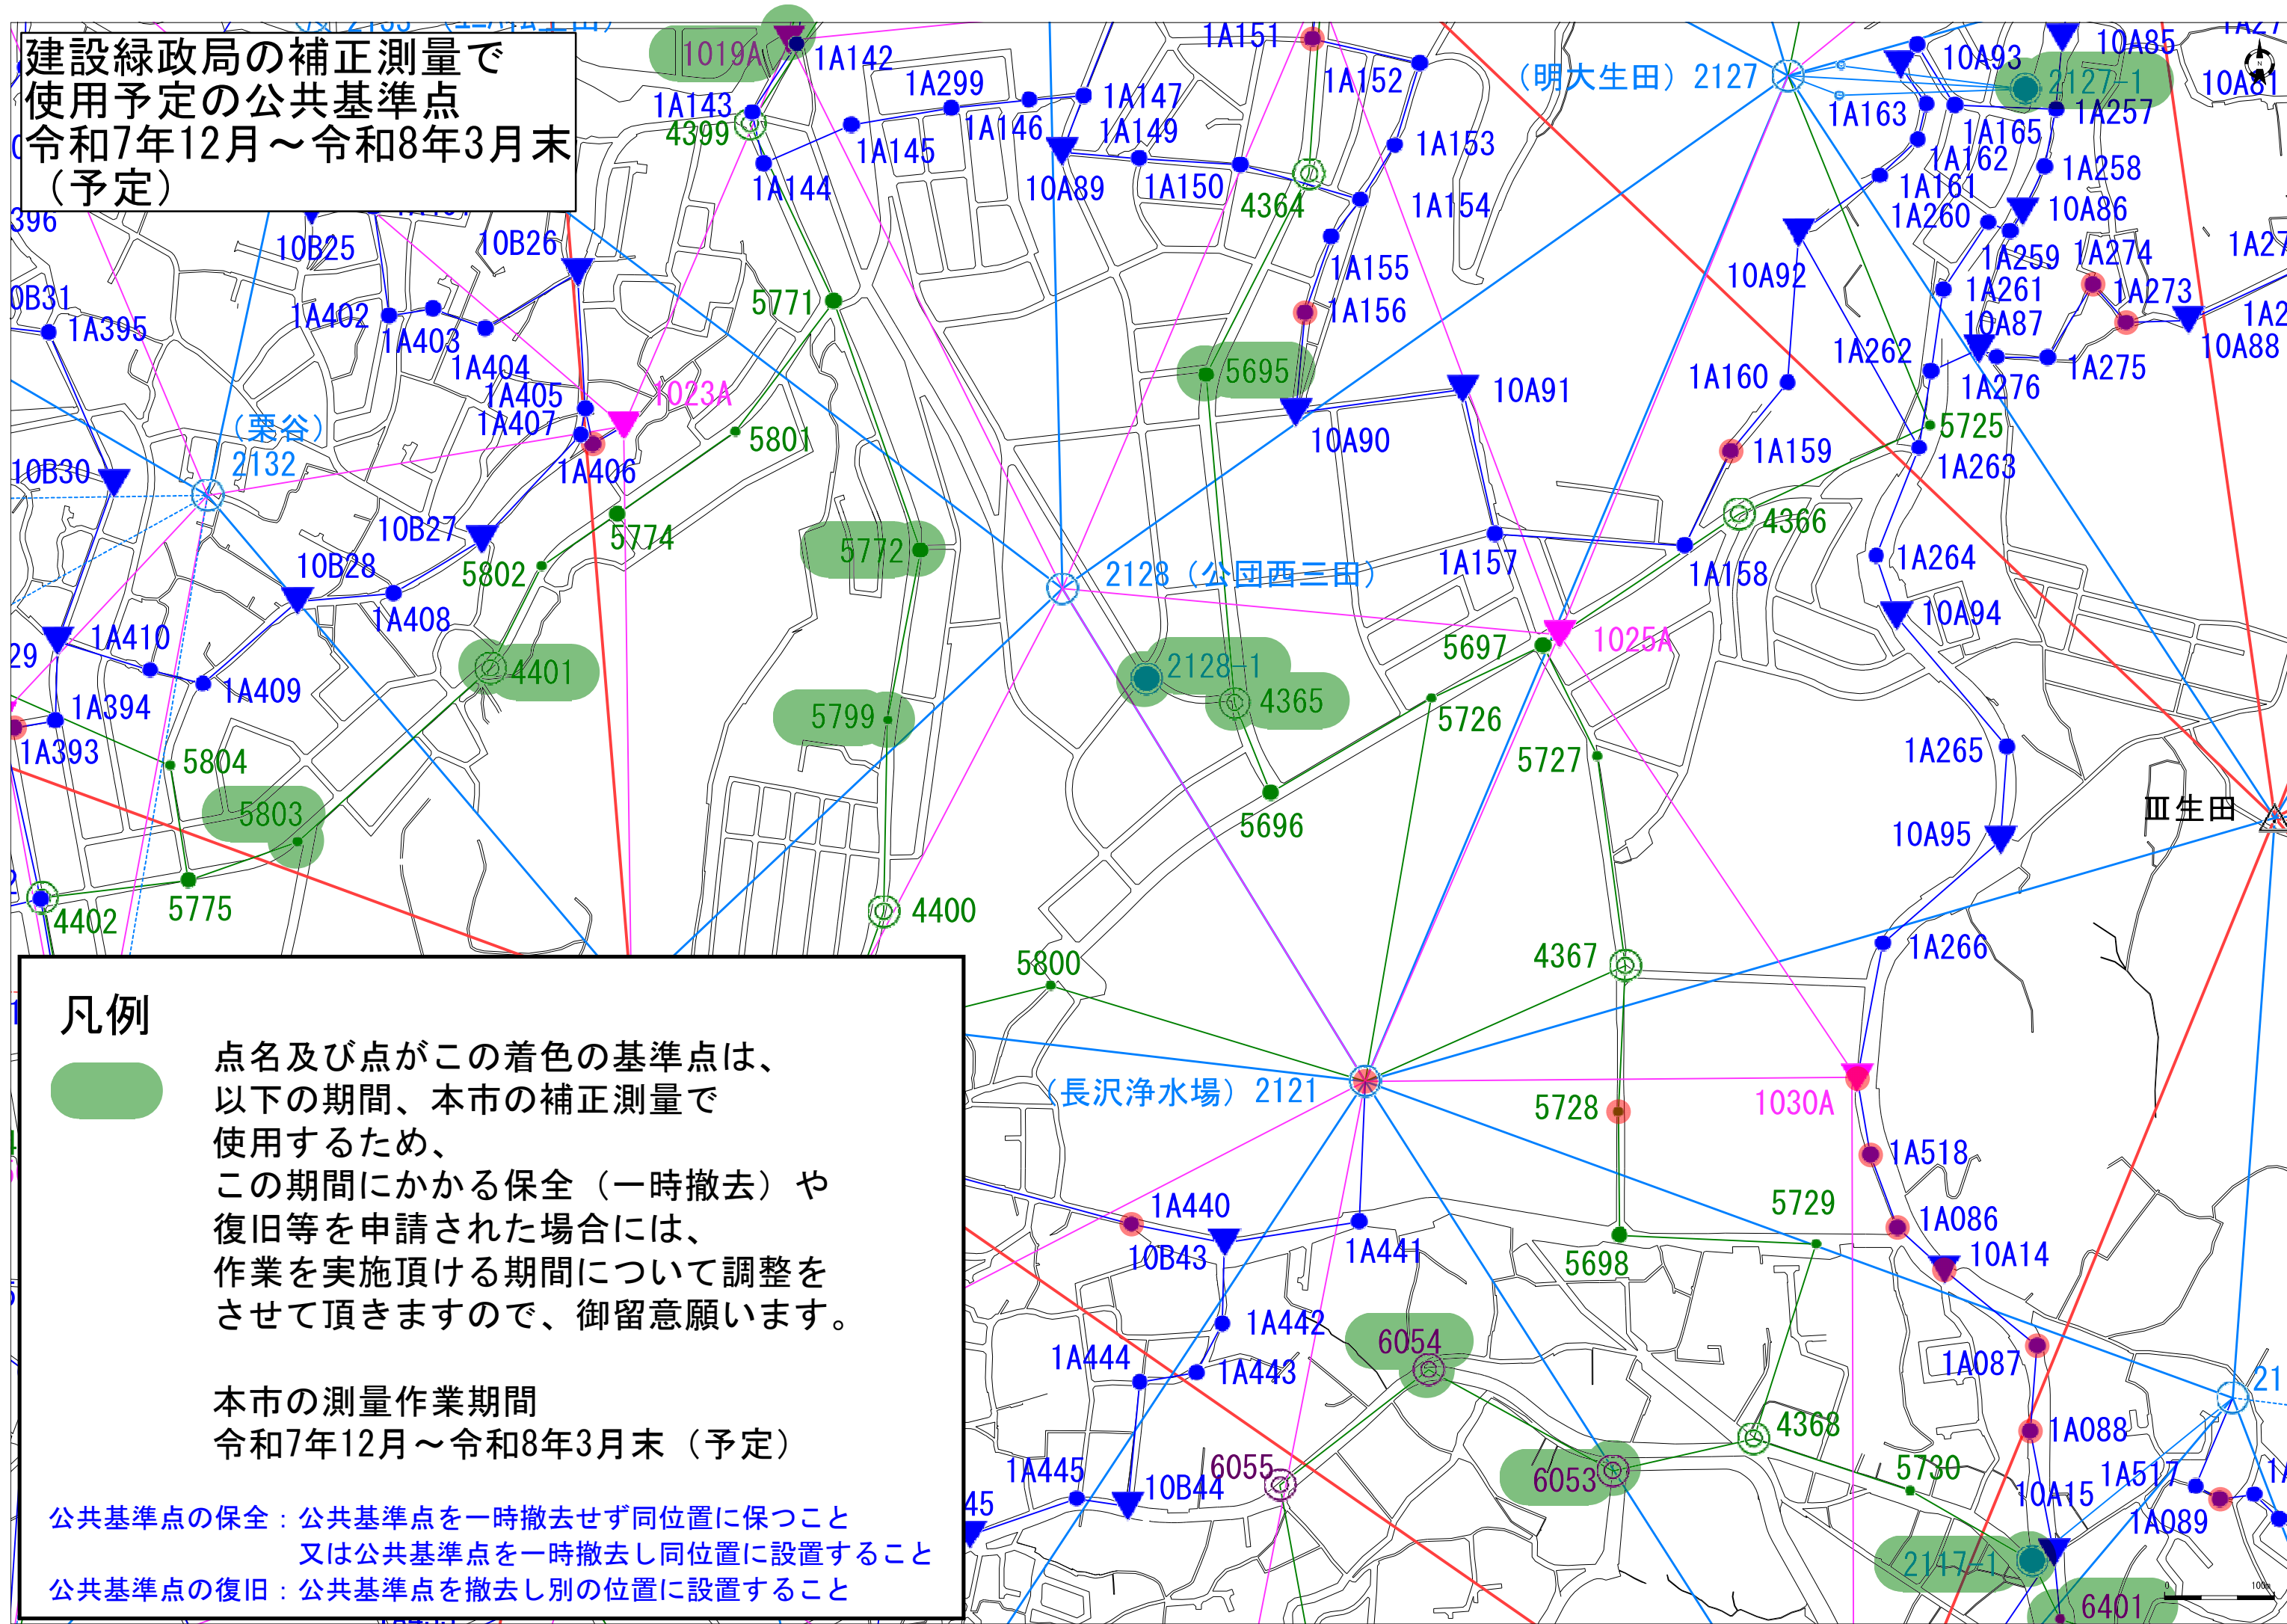 建設緑政局の補正測量で
使用予定の公共基準点
令和7年12月～令和8年3月末
（予定）
1019A
1A142
1A151
1A152
（明大生田）2127
10A93
10A85
2127-1
10A81
1A299
1A143
4399
1A147
1A146
1A149
1A145
1A144
10A89
1A150
4364
1A153
1A154
1A163
1A165
1A257
1A162
1A258
1A161
1A260
10A86
396
10B25
10B26
1A155
10A92
1A259
1A274
1A261
1A273
0B31
1A395
1A402
1A403
5771
1A156
10A87
1A262
10A88
1A404
1A405
1023A
5695
10A91
1A160
1A276
1A275
（栗谷）
2132
1A407
5801
10A90
1A159
5725
10B30
1A406
1A263
10B27
5774
5772
4366
10B28
5802
1A157
2128（公団西三田）
1A158
1A264
1A408
10A94
29
1A410
4401
5697
1025A
2128-1
1A409
1A394
5799
4365
5726
1A393
5804
5727
1A265
5803
5696
10A95
Ⅲ生田
4402
5775
4400
5800
4367
1A266
凡例
点名及び点がこの着色の基準点は、
以下の期間、本市の補正測量で
使用するため、
この期間にかかる保全（一時撤去）や
復旧等を申請された場合には、
作業を実施頂ける期間について調整を
させて頂きますので、御留意願います。
本市の測量作業期間
令和7年12月～令和8年3月末（予定）
公共基準点の保全：公共基準点を一時撤去せず同位置に保つこと
又は公共基準点を一時撤去し同位置に設置すること
公共基準点の復旧：公共基準点を撤去し別の位置に設置すること
（長沢浄水場）2121
5728
1030A
1A518
1A440
5729
1A086
10B43
1A441
5698
10A14
1A442
6054
1A444
1A443
1A087
21
4368
1A088
1A445
10B44
6055
6053
5730
1A517
45
10A15
1A089
2117-1
6401
0
100m